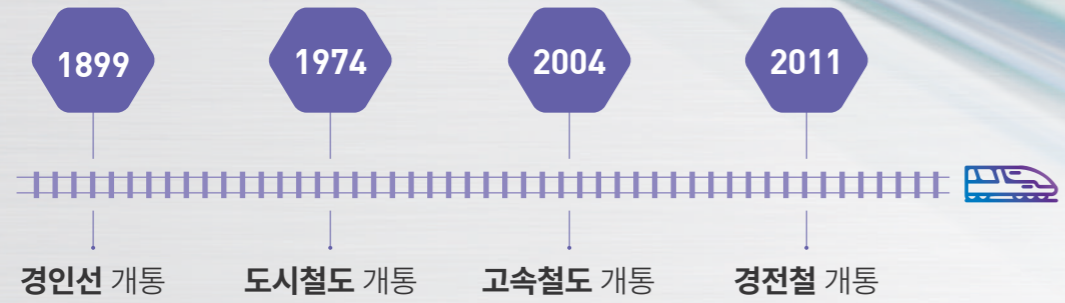 1899 1974 2004 2011
경인선 개통 도시철도 개통 고속철도 개통 경전철 개통